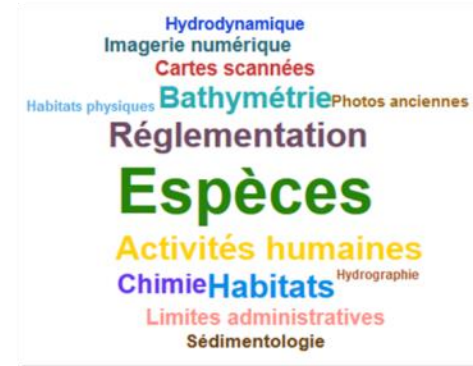 Hydrodynamique
Imagerie numérique
Cartes scannées
Habitats physiques Bathymétrie Photos anciennes
Réglementation
Espèces
Activités humaines
Chimie Habitats Hydrographie
Limites administratives
Sédimentologie